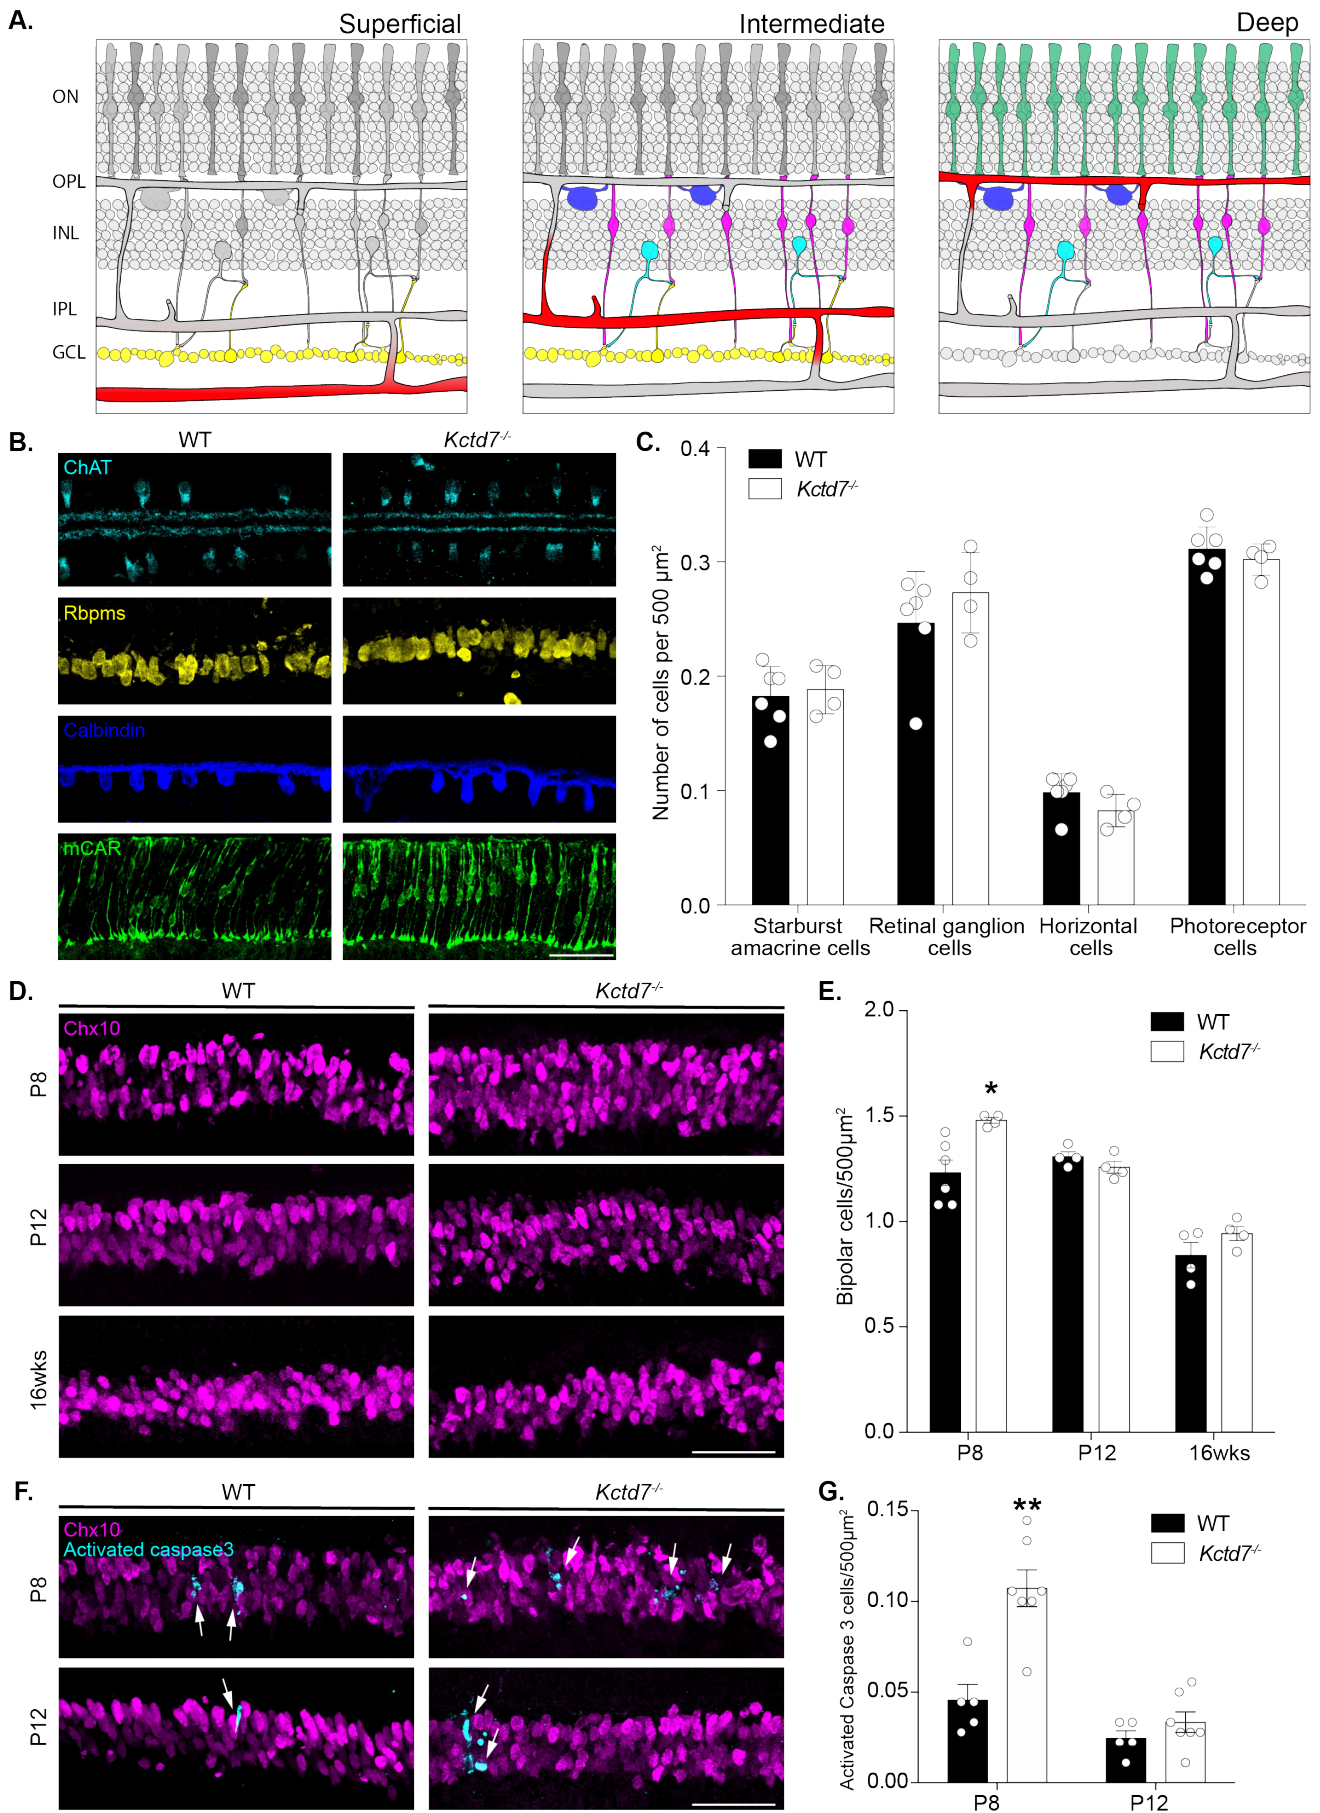 A.
Superficial
Intermediate
Deep
ON
OPL
INL
IPL
GCL
B.
WT
Kctd7-/-
ChAT
Rbpms
Calbindin
mCAR
C.
WT
Kctd7-/-
Number of cells per 500 µm2
0.4
0.3
0.2
0.1
0.0
Starburst amacrine cells
Retinal ganglion cells
Horizontal cells
Photoreceptor cells
D.
WT
Kctd7-/-
Chx10
P8
P12
16wks
E.
WT
Kctd7-/-
Bipolar cells/500µm2
2.0
1.5
1.0
0.5
0.0
*
P8
P12
16wks
F.
WT
Kctd7-/-
Chx10
Activated caspase3
P8
P12
G.
WT
Kctd7-/-
Activated Caspase 3 cells/500µm2
0.15
0.10
0.05
0.00
**
P8
P12